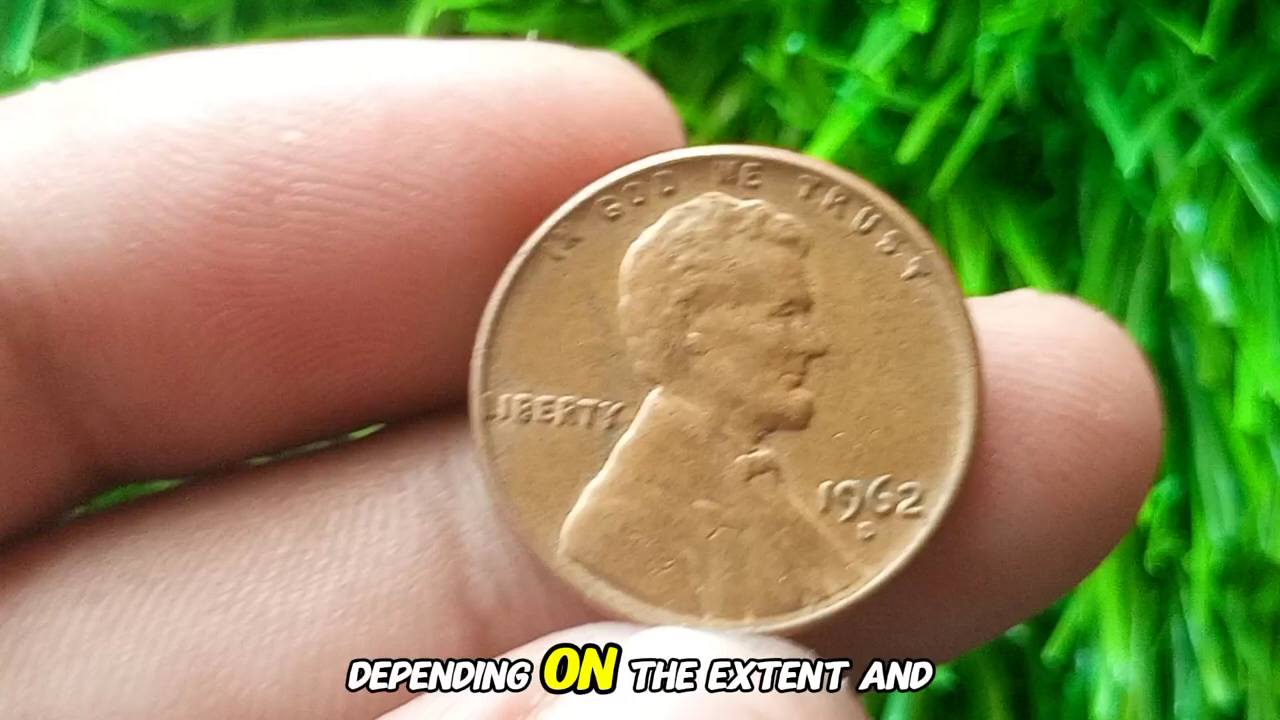 IN GOD WE TRUST
LIBERTY
1962
D
DEPENDING ON THE EXTENT AND